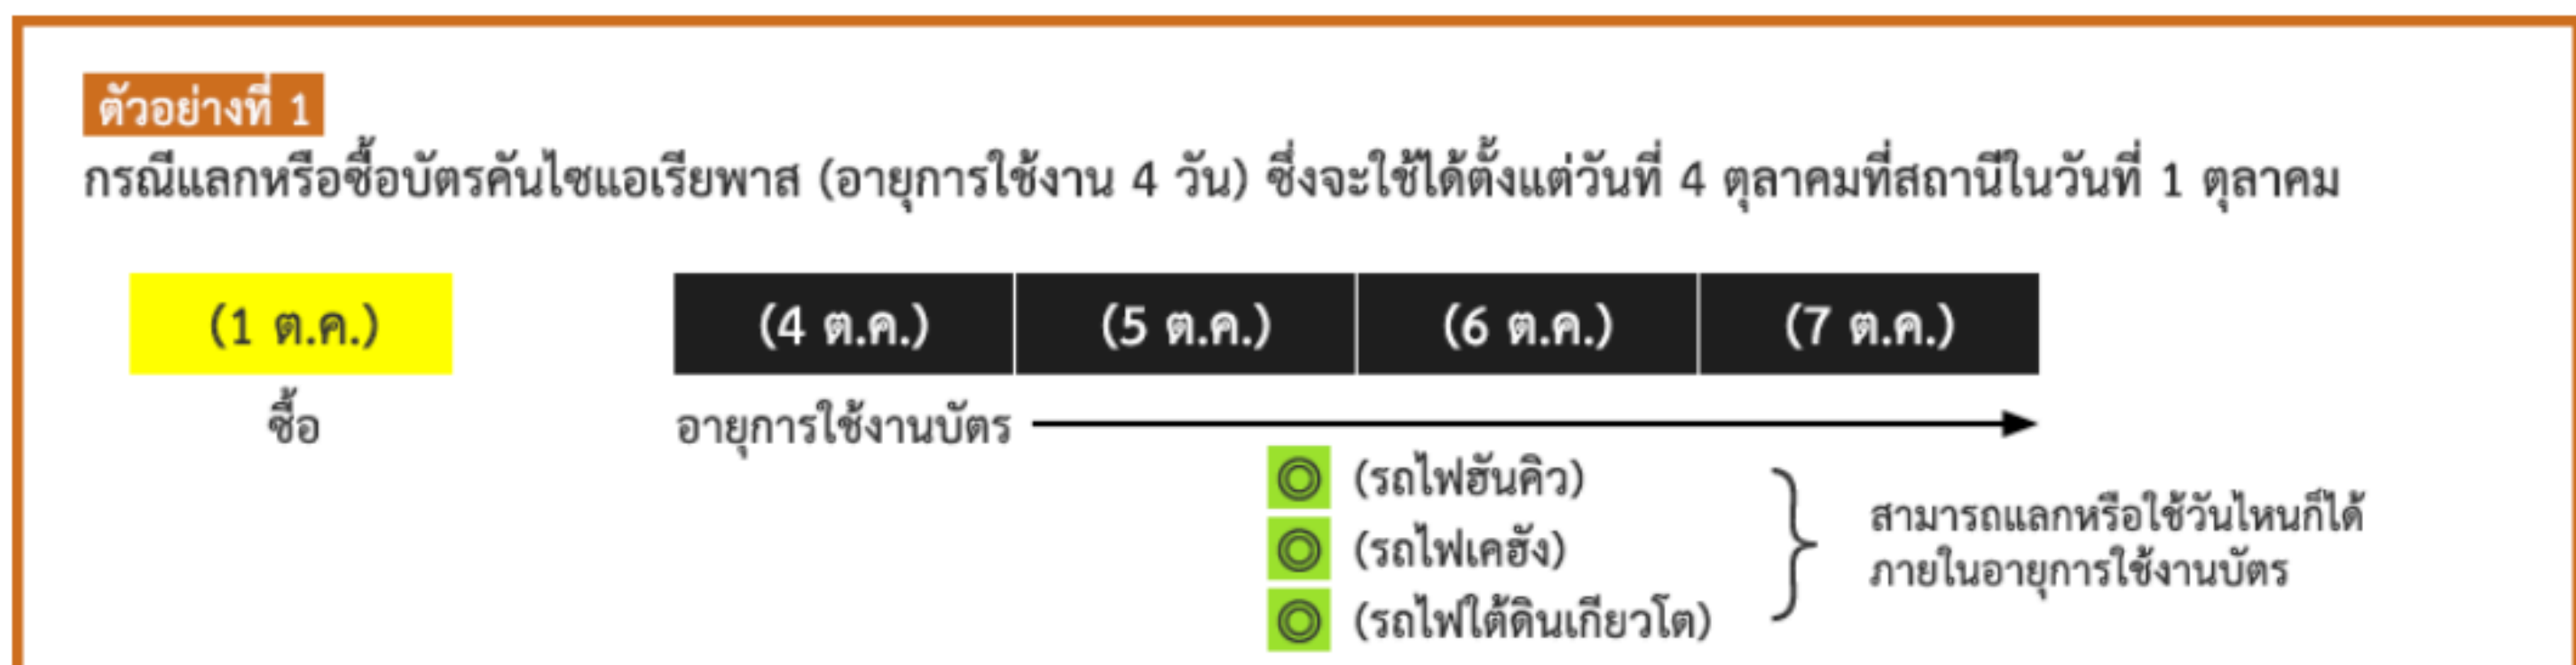 ตัวอย่างที่ 1
กรณีแลกหรือซื้อบัตรคันไซแอเรียพาส (อายุการใช้งาน 4 วัน) ซึ่งจะใช้ได้ตั้งแต่วันที่ 4 ตุลาคมที่สถานีในวันที่ 1 ตุลาคม
(1 ต.ค.) (4 ต.ค.) (5 ต.ค.) (6 ต.ค.) (7 ต.ค.)
ซื้อ อายุการใช้งานบัตร
◎ (รถไฟฮันคิว)
◎ (รถไฟเคฮัง)
◎ (รถไฟใต้ดินเกียวโต)
สามารถแลกหรือใช้วันไหนก็ได้
ภายในอายุการใช้งานบัตร